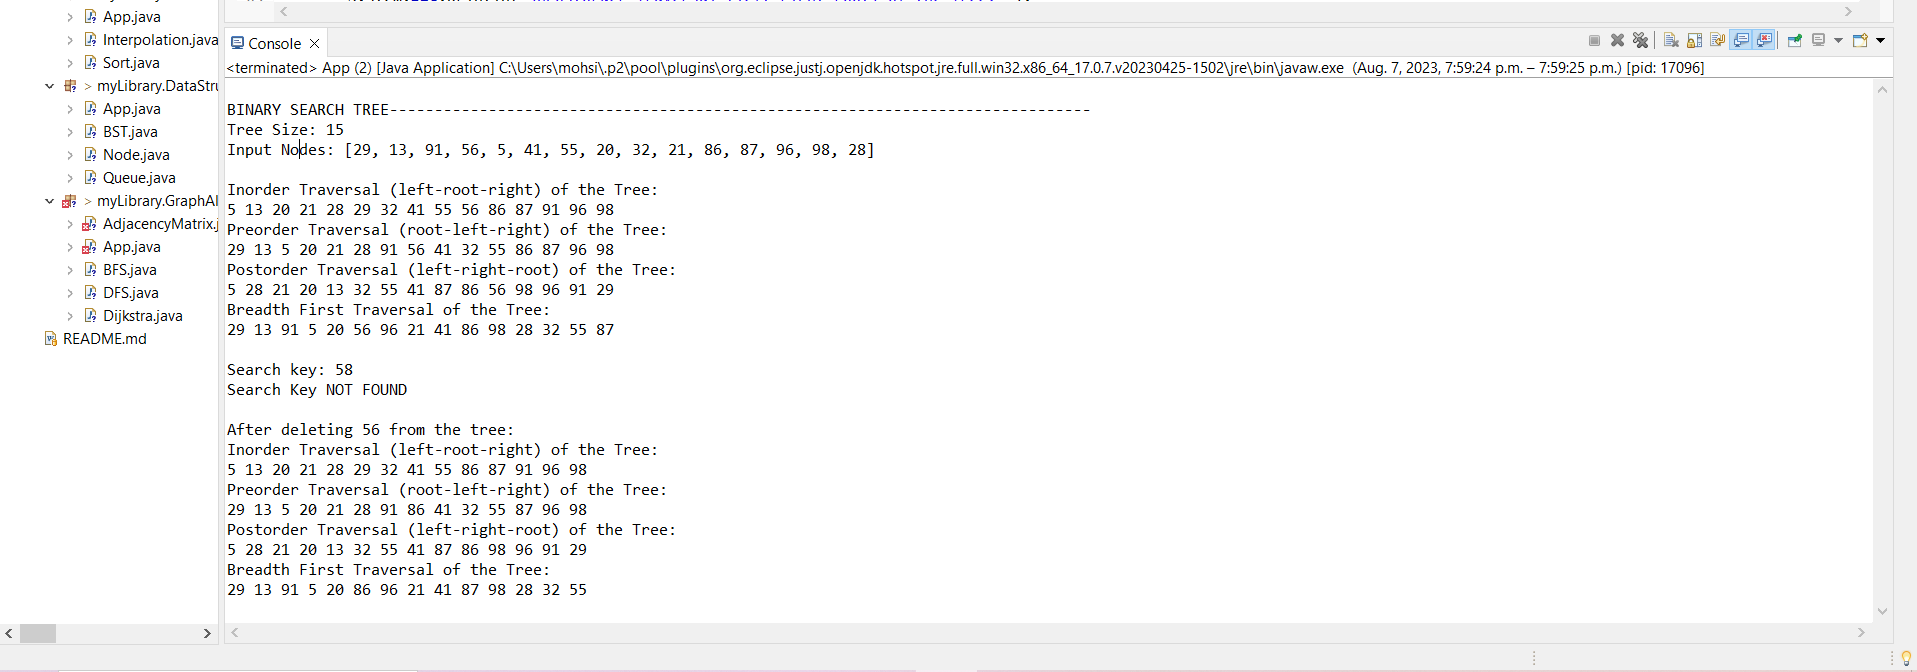 App.java
Interpolation.java
Sort.java
> myLibrary.DataStru
App.java
BST.java
Node.java
Queue.java
> myLibrary.GraphAl
AdjacencyMatrix.j
App.java
BFS.java
DFS.java
Dijkstra.java
README.md
Console
<terminated> App (2) [Java Application] C:\Users\mohsi\.p2\pool\plugins\org.eclipse.justj.openjdk.hotspot.jre.full.win32.x86_64_17.0.7.v20230425-1502\jre\bin\javaw.exe (Aug. 7, 2023, 7:59:24 p.m. – 7:59:25 p.m.) [pid: 17096]
BINARY SEARCH TREE------------------------------------------------------------------------------
Tree Size: 15
Input Nodes: [29, 13, 91, 56, 5, 41, 55, 20, 32, 21, 86, 87, 96, 98, 28]
Inorder Traversal (left-root-right) of the Tree:
5 13 20 21 28 29 32 41 55 56 86 87 91 96 98
Preorder Traversal (root-left-right) of the Tree:
29 13 5 20 21 28 91 56 41 32 55 86 87 96 98
Postorder Traversal (left-right-root) of the Tree:
5 28 21 20 13 32 55 41 87 86 56 98 96 91 29
Breadth First Traversal of the Tree:
29 13 91 5 20 56 96 21 41 86 98 28 32 55 87
Search key: 58
Search Key NOT FOUND
After deleting 56 from the tree:
Inorder Traversal (left-root-right) of the Tree:
5 13 20 21 28 29 32 41 55 86 87 91 96 98
Preorder Traversal (root-left-right) of the Tree:
29 13 5 20 21 28 91 86 41 32 55 87 96 98
Postorder Traversal (left-right-root) of the Tree:
5 28 21 20 13 32 55 41 87 86 98 96 91 29
Breadth First Traversal of the Tree:
29 13 91 5 20 86 96 21 41 87 98 28 32 55